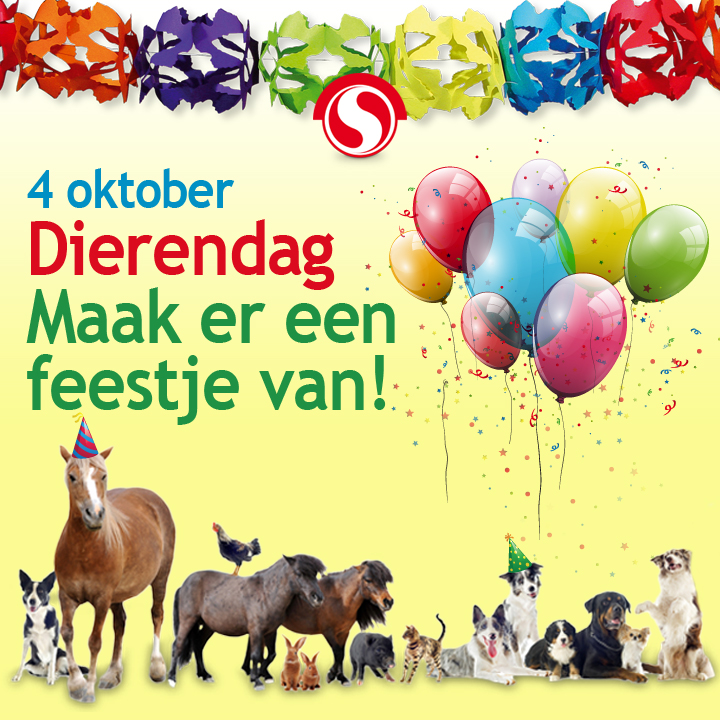 4 oktober
Dierendag
Maak er een
feestje van!